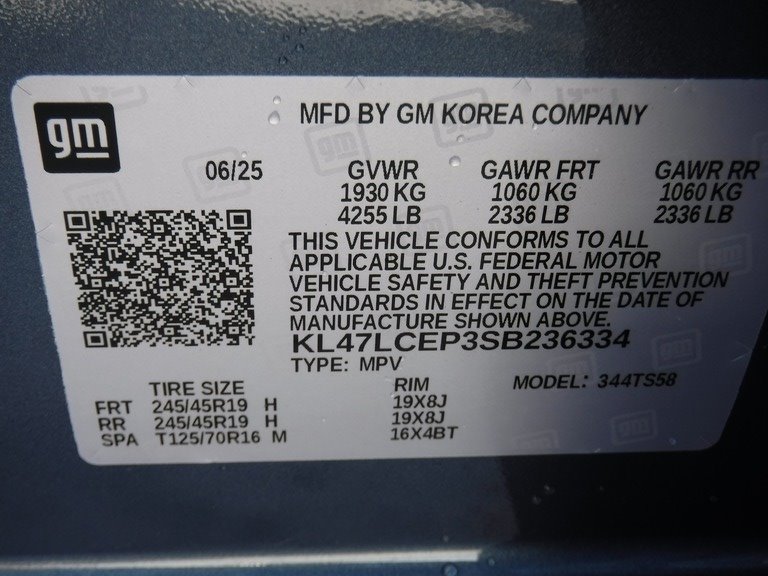 gm
MFD BY GM KOREA COMPANY
06/25 GVWR GAWR FRT GAWR RR
1930 KG 1060 KG 1060 KG
4255 LB 2336 LB 2336 LB
THIS VEHICLE CONFORMS TO ALL
APPLICABLE U.S. FEDERAL MOTOR
VEHICLE SAFETY AND THEFT PREVENTION
STANDARDS IN EFFECT ON THE DATE OF
MANUFACTURE SHOWN ABOVE.
KL47LCEP3SB236334
TYPE: MPV
TIRE SIZE RIM MODEL: 344TS58
FRT 245/45R19 H 19X8J
RR 245/45R19 H 19X8J
SPA T125/70R16 M 16X4BT